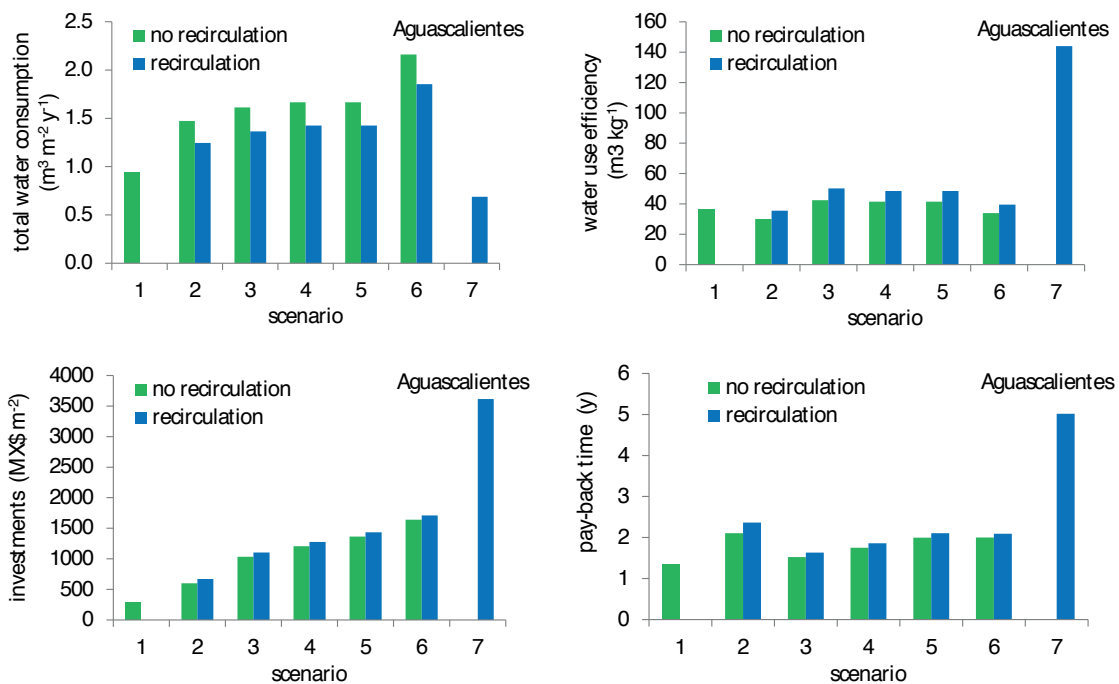 total water consumption
(m³ m⁻² y⁻¹)
2.5
2.0
1.5
1.0
0.5
0.0
no recirculation
recirculation
Aguascalientes
1 2 3 4 5 6 7
scenario
water use efficiency
(m3 kg⁻¹)
160
140
120
100
80
60
40
20
0
no recirculation
recirculation
Aguascalientes
1 2 3 4 5 6 7
scenario
investments (MX$ m⁻²)
4000
3500
3000
2500
2000
1500
1000
500
0
no recirculation
recirculation
Aguascalientes
1 2 3 4 5 6 7
scenario
pay-back time (y)
6
5
4
3
2
1
0
no recirculation
recirculation
Aguascalientes
1 2 3 4 5 6 7
scenario